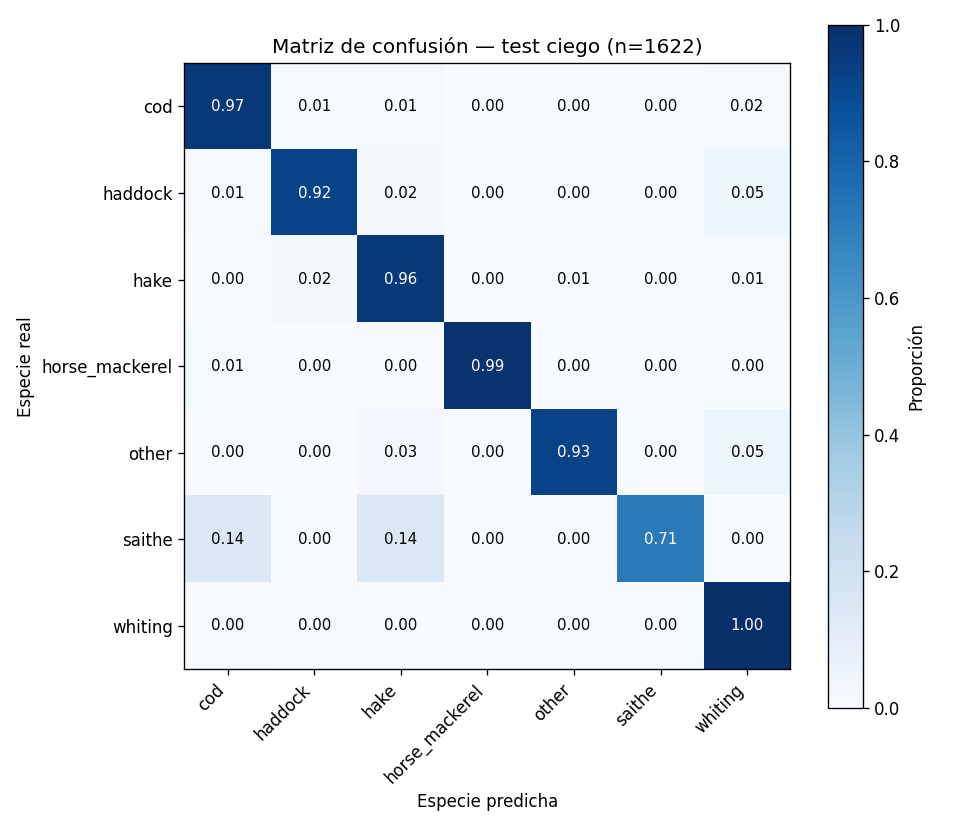 Matriz de confusión — test ciego (n=1622)
cod 0.97 0.01 0.01 0.00 0.00 0.00 0.02
haddock 0.01 0.92 0.02 0.00 0.00 0.00 0.05
hake 0.00 0.02 0.96 0.00 0.01 0.00 0.01
horse_mackerel 0.01 0.00 0.00 0.99 0.00 0.00 0.00
other 0.00 0.00 0.03 0.00 0.93 0.00 0.05
saithe 0.14 0.00 0.14 0.00 0.00 0.71 0.00
whiting 0.00 0.00 0.00 0.00 0.00 0.00 1.00
cod haddock hake horse_mackerel other saithe whiting
Especie predicha
Especie real
1.0
0.8
0.6
0.4
0.2
0.0
Proporción